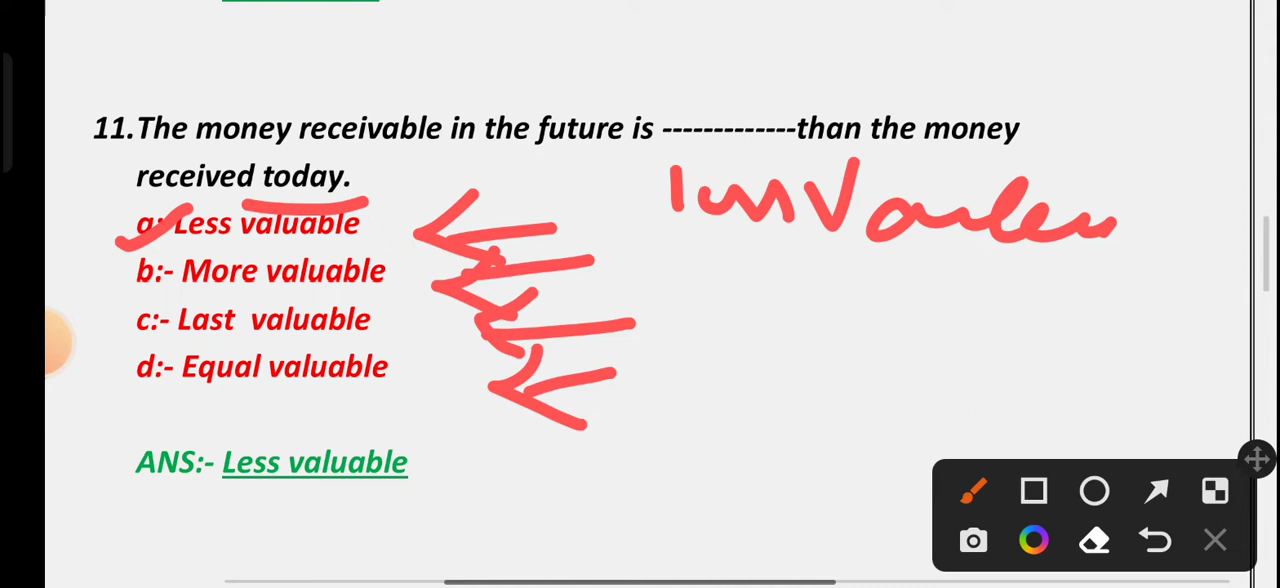 11.The money receivable in the future is -------------than the money
received today.
a:- Less valuable
b:- More valuable
c:- Last  valuable
d:- Equal valuable
ANS:- Less valuable